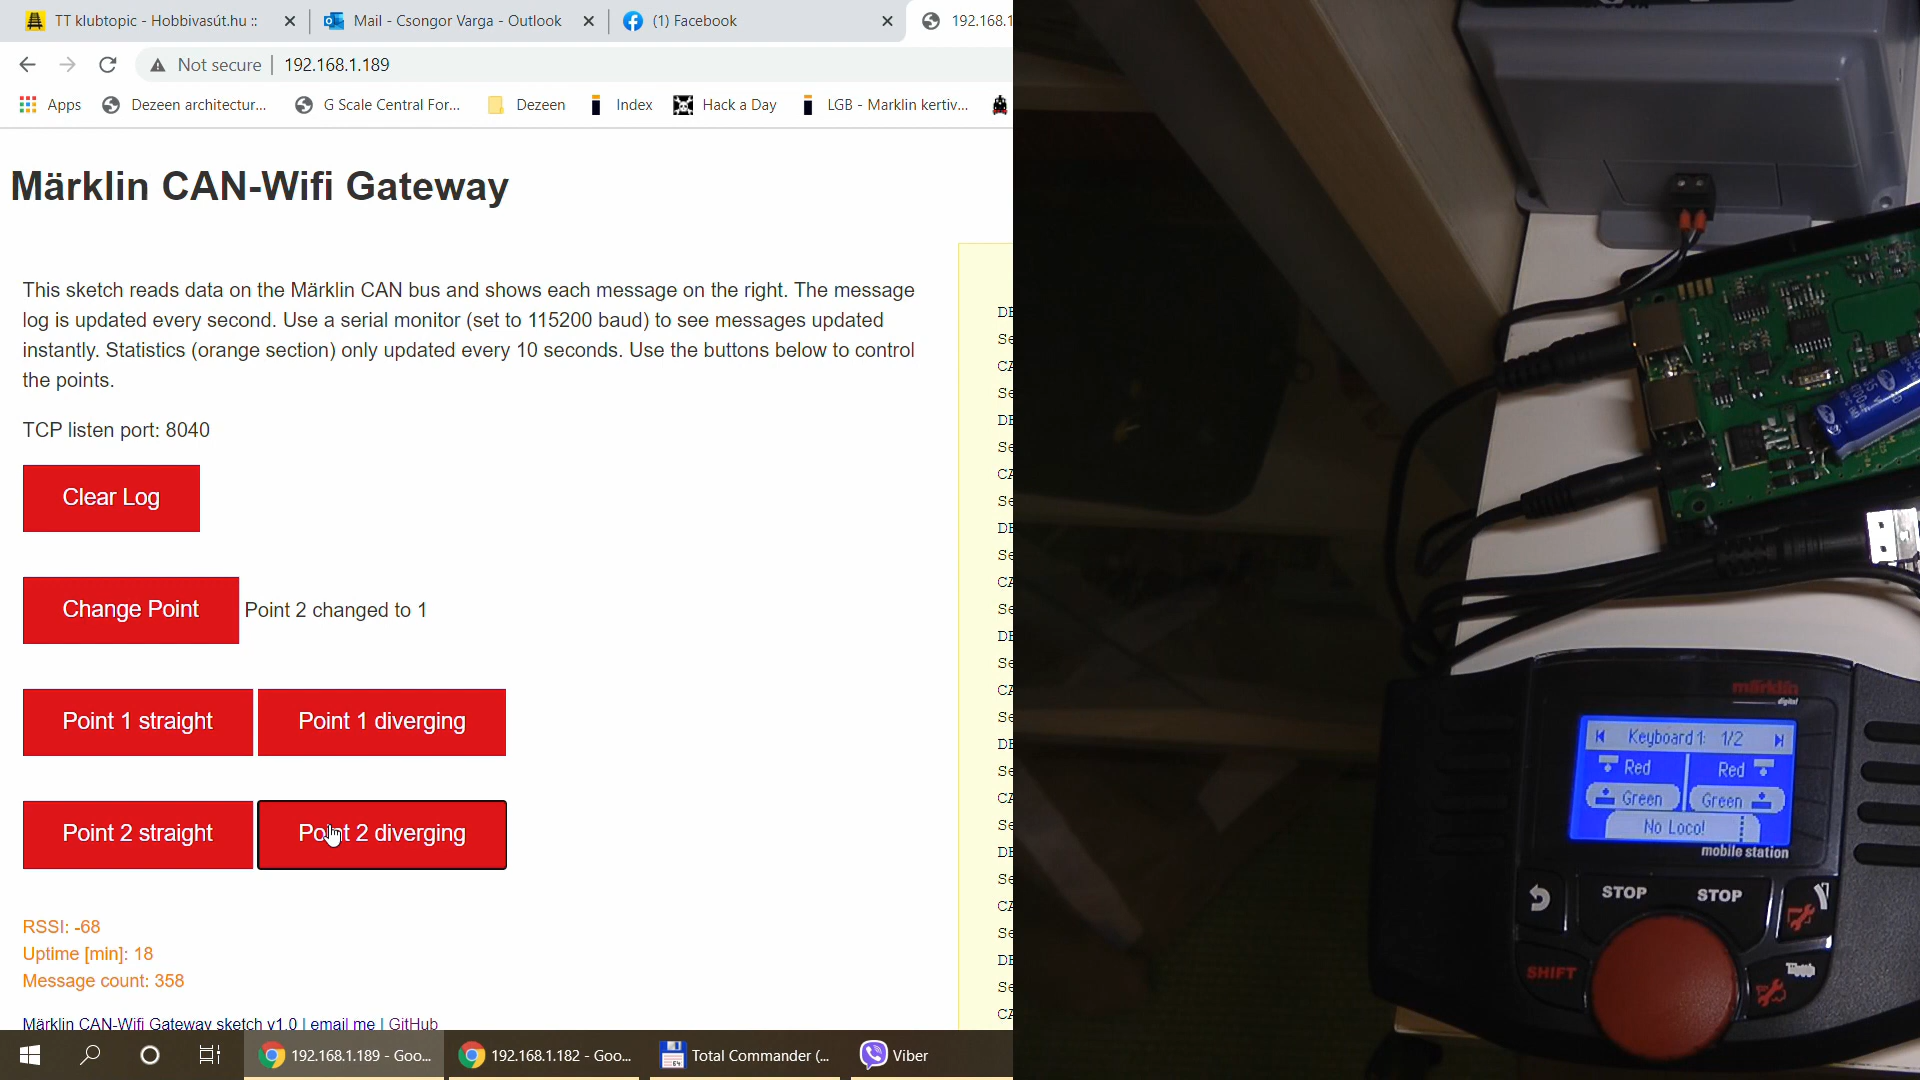 TT klubtopic - Hobbivasút.hu ::
Mail - Csongor Varga - Outlook
(1) Facebook
192.168.1
Not secure
192.168.1.189
Apps
Dezeen architectur...
G Scale Central For...
Dezeen
Index
Hack a Day
LGB - Marklin kertiv...
Märklin CAN-Wifi Gateway
This sketch reads data on the Märklin CAN bus and shows each message on the right. The message
log is updated every second. Use a serial monitor (set to 115200 baud) to see messages updated
instantly. Statistics (orange section) only updated every 10 seconds. Use the buttons below to control
the points.
TCP listen port: 8040
Clear Log
Change Point
Point 2 changed to 1
Point 1 straight
Point 1 diverging
Point 2 straight
Point 2 diverging
RSSI: -68
Uptime [min]: 18
Message count: 358
Märklin CAN-Wifi Gateway sketch v1.0 | email me | GitHub
192.168.1.189 - Goo...
192.168.1.182 - Goo...
Total Commander (...
Viber
märklin
digital
Keyboard 1: 1/2
Red
Red
Green
Green
No Loco!
mobile station
STOP
STOP
SHIFT